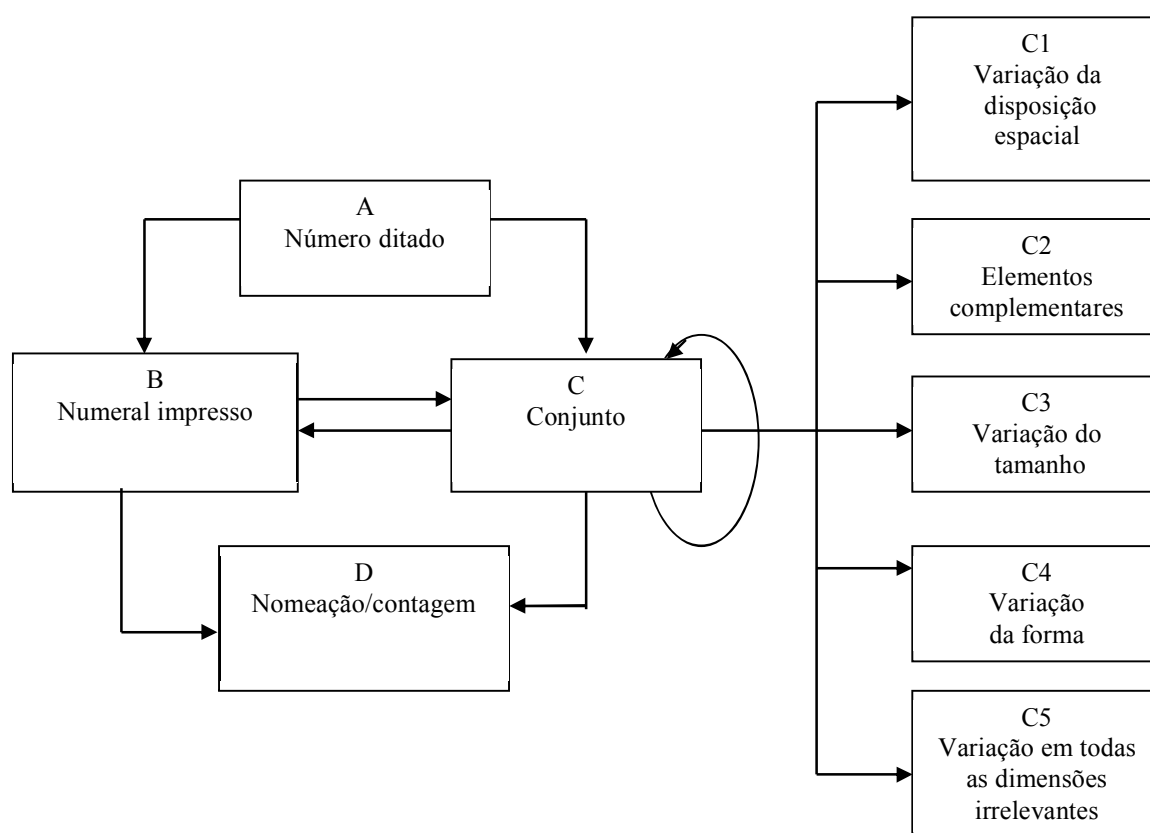 A
Número ditado
B
Numeral impresso
C
Conjunto
D
Nomeação/contagem
C1
Variação da
disposição
espacial
C2
Elementos
complementares
C3
Variação do
tamanho
C4
Variação
da forma
C5
Variação em todas
as dimensões
irrelevantes